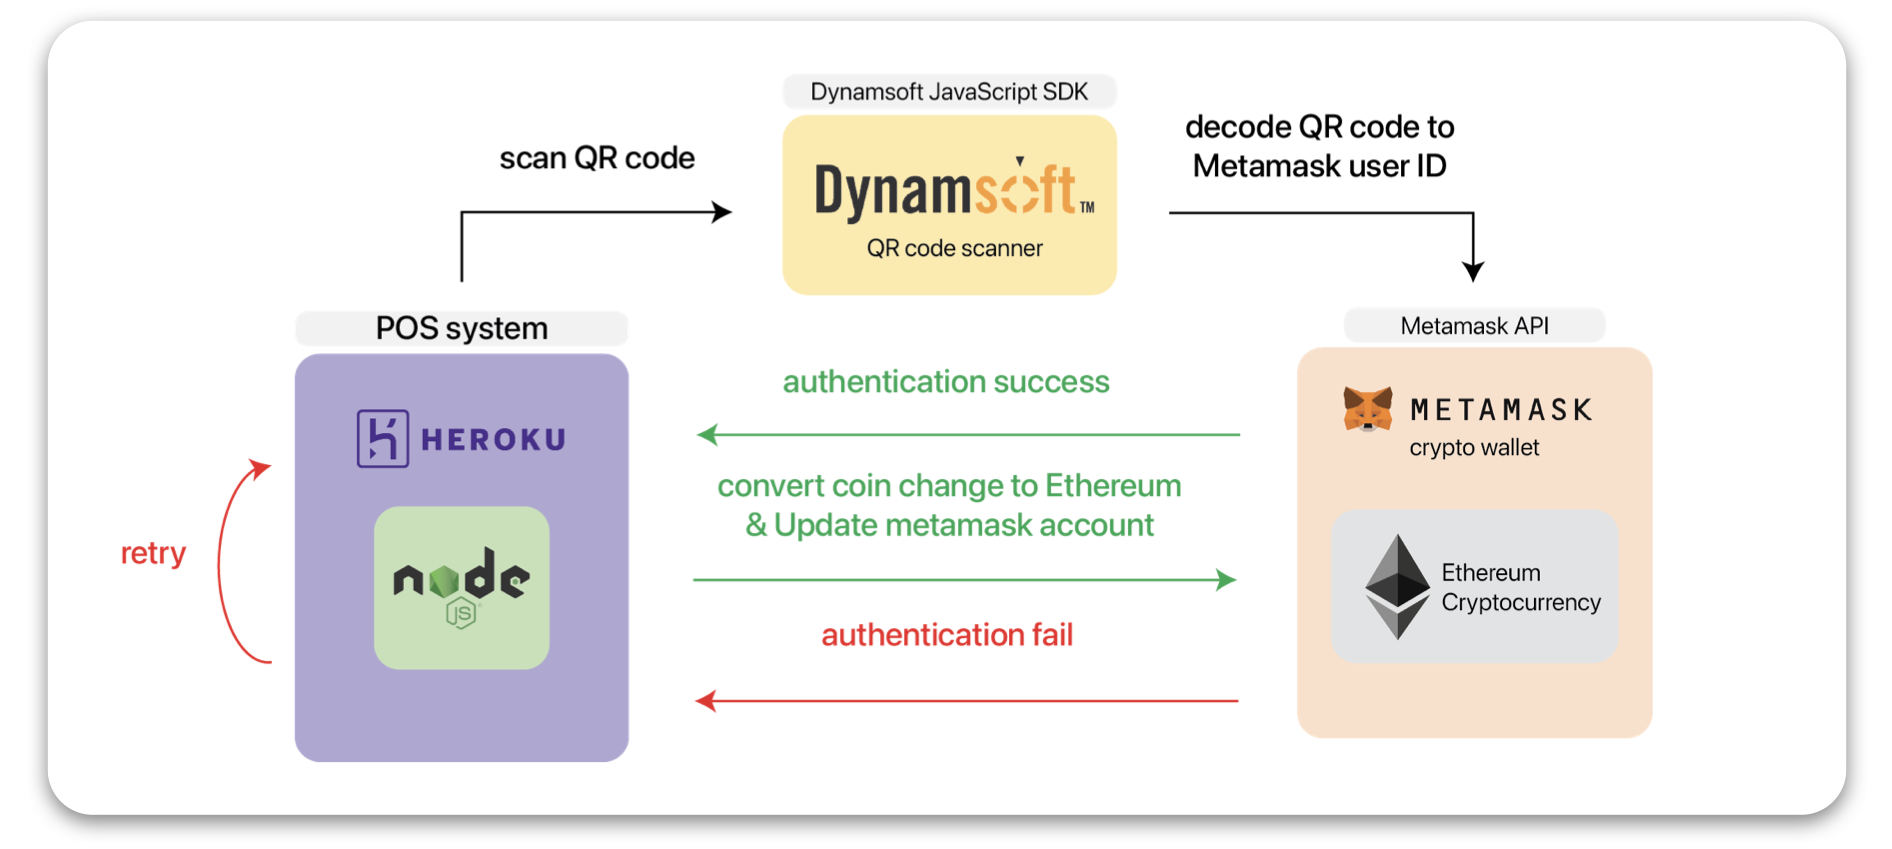 Dynamsoft JavaScript SDK
Dynamsoft™
QR code scanner
scan QR code
decode QR code to
Metamask user ID
POS system
HEROKU
node
JS
retry
authentication success
convert coin change to Ethereum
& Update metamask account
authentication fail
Metamask API
METAMASK
crypto wallet
Ethereum
Cryptocurrency